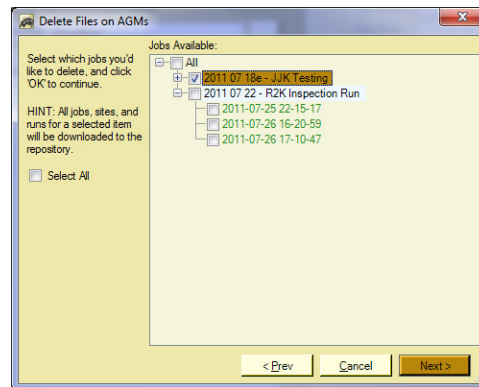 Delete Files on AGMs
Jobs Available:
Select which jobs you'd
like to delete, and click
'OK' to continue.
HINT: All jobs, sites, and
runs for a selected item
will be downloaded to the
repository.
Select All
All
2011 07 18e - JJK Testing
2011 07 22 - R2K Inspection Run
2011-07-25 22-15-17
2011-07-26 16-20-59
2011-07-26 17-10-47
< Prev
Cancel
Next >